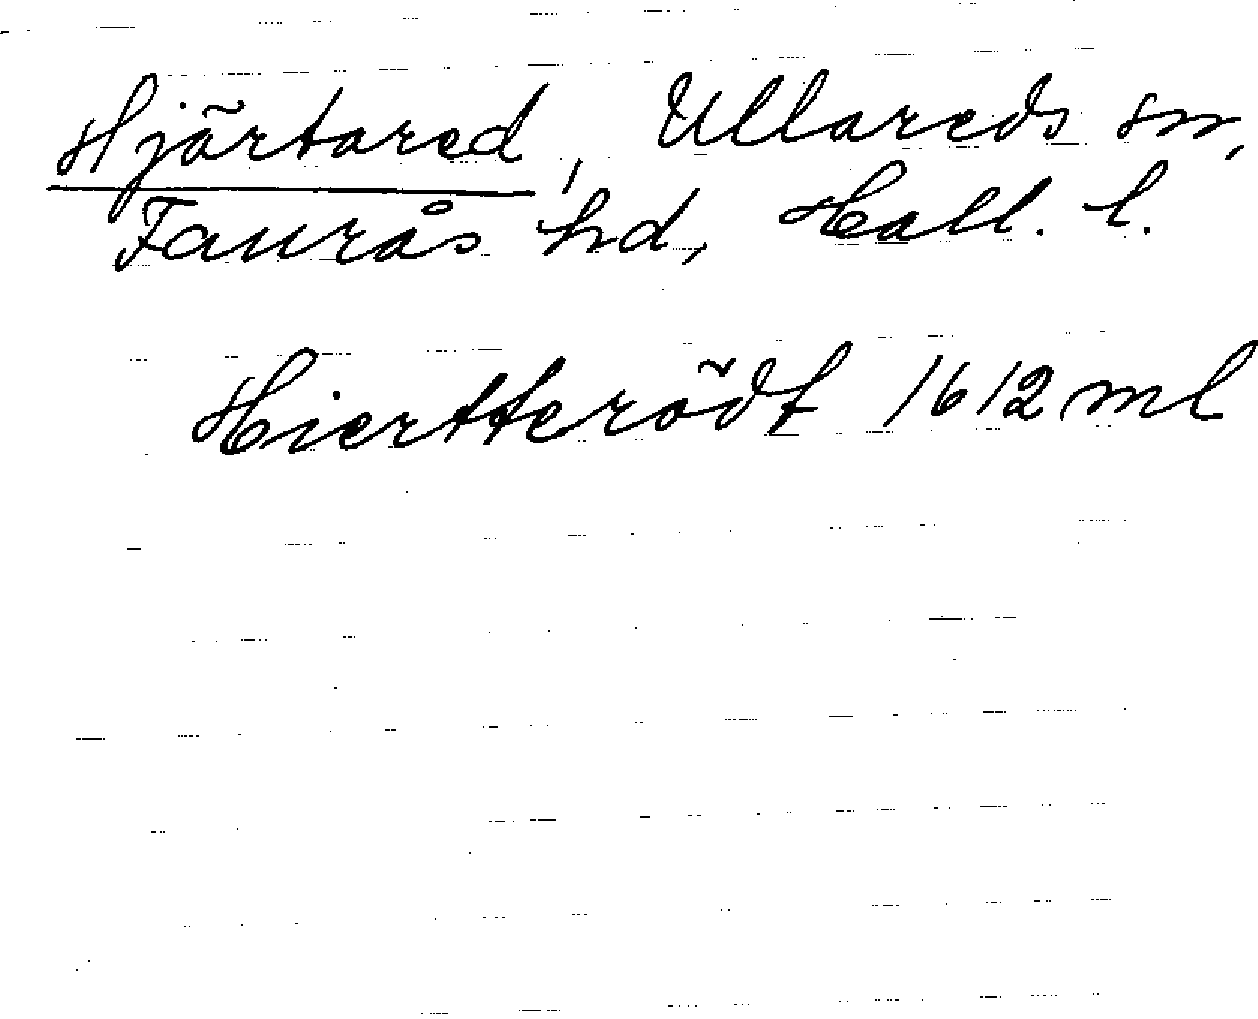 Hjärtared, Ullareds sn,
Faurås hd, Hall. l.
Hiertterödt 1612 ml